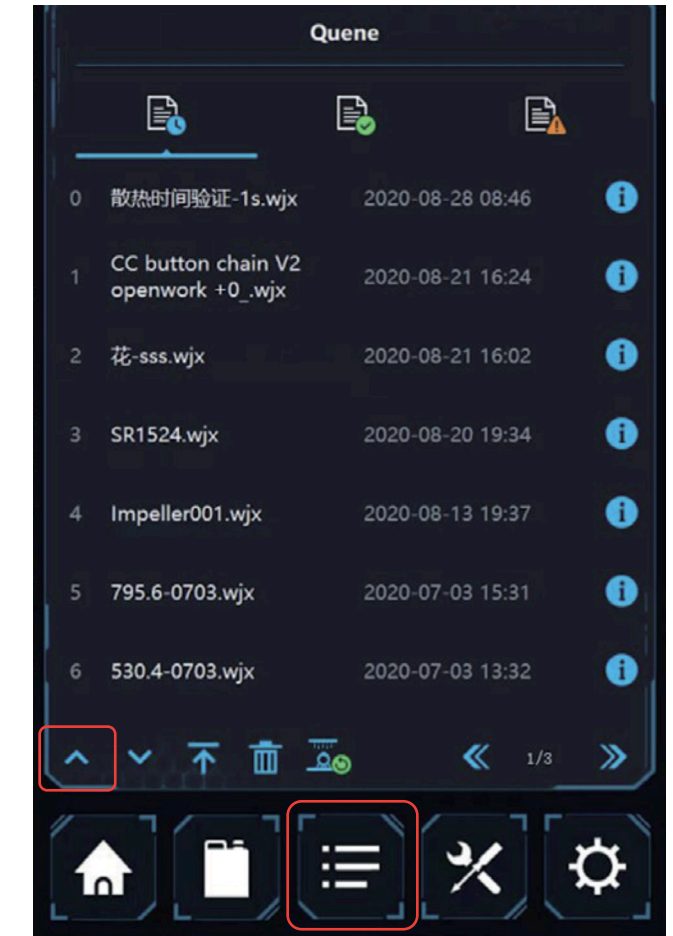 Quene
0 散热时间验证-1s.wjx 2020-08-28 08:46
CC button chain V2
1 openwork +0_.wjx 2020-08-21 16:24
2 花-sss.wjx 2020-08-21 16:02
3 SR1524.wjx 2020-08-20 19:34
4 Impeller001.wjx 2020-08-13 19:37
5 795.6-0703.wjx 2020-07-03 15:31
6 530.4-0703.wjx 2020-07-03 13:32
1/3